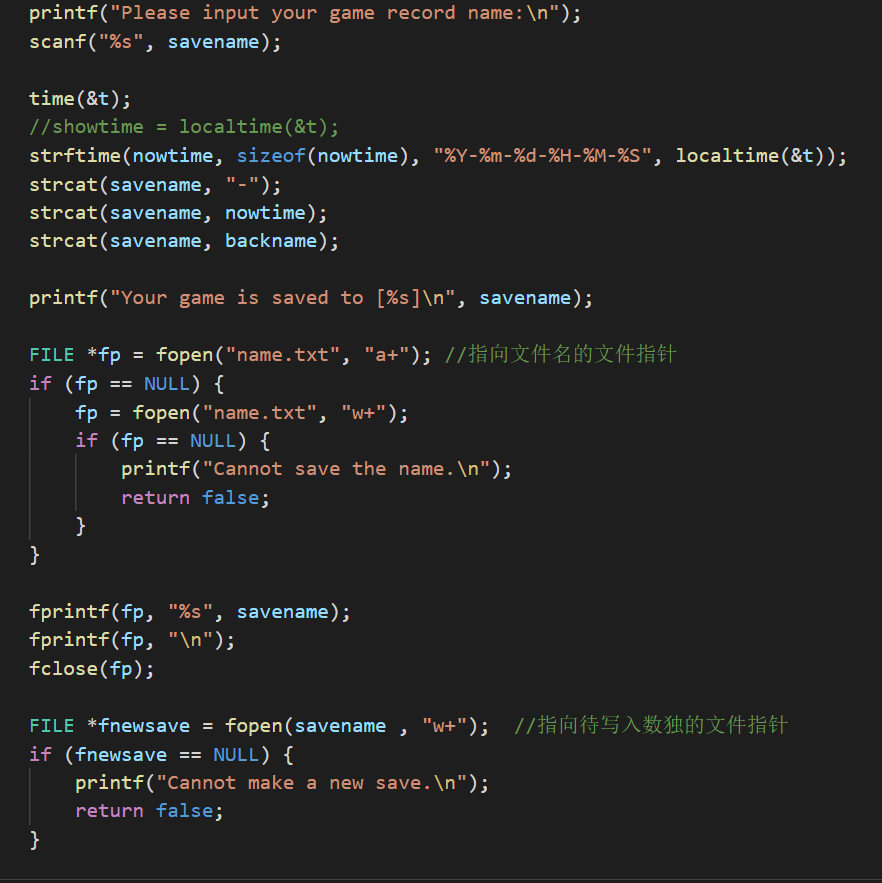 printf("Please input your game record name:\n");
scanf("%s", savename);
time(&t);
//showtime = localtime(&t);
strftime(nowtime, sizeof(nowtime), "%Y-%m-%d-%H-%M-%S", localtime(&t));
strcat(savename, "-");
strcat(savename, nowtime);
strcat(savename, backname);
printf("Your game is saved to [%s]\n", savename);
FILE *fp = fopen("name.txt", "a+"); //指向文件名的文件指针
if (fp == NULL) {
    fp = fopen("name.txt", "w+");
    if (fp == NULL) {
        printf("Cannot save the name.\n");
        return false;
    }
}
fprintf(fp, "%s", savename);
fprintf(fp, "\n");
fclose(fp);
FILE *fnewsave = fopen(savename , "w+");  //指向待写入数独的文件指针
if (fnewsave == NULL) {
    printf("Cannot make a new save.\n");
    return false;
}